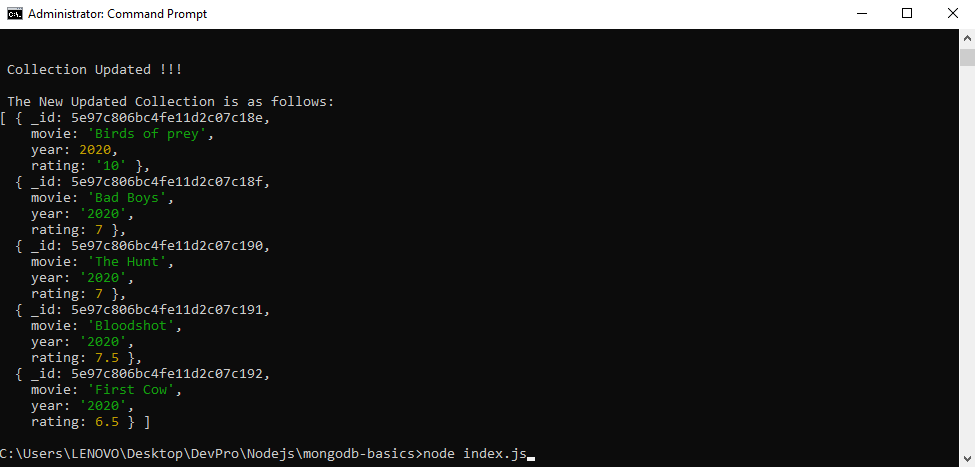 Administrator: Command Prompt
Collection Updated !!!
The New Updated Collection is as follows:
[ { _id: 5e97c806bc4fe11d2c07c18e,
movie: 'Birds of prey',
year: 2020,
rating: '10' },
{ _id: 5e97c806bc4fe11d2c07c18f,
movie: 'Bad Boys',
year: '2020',
rating: 7 },
{ _id: 5e97c806bc4fe11d2c07c190,
movie: 'The Hunt',
year: '2020',
rating: 7 },
{ _id: 5e97c806bc4fe11d2c07c191,
movie: 'Bloodshot',
year: '2020',
rating: 7.5 },
{ _id: 5e97c806bc4fe11d2c07c192,
movie: 'First Cow',
year: '2020',
rating: 6.5 } ]
C:\Users\LENOVO\Desktop\DevPro\Nodejs\mongodb-basics>node index.js